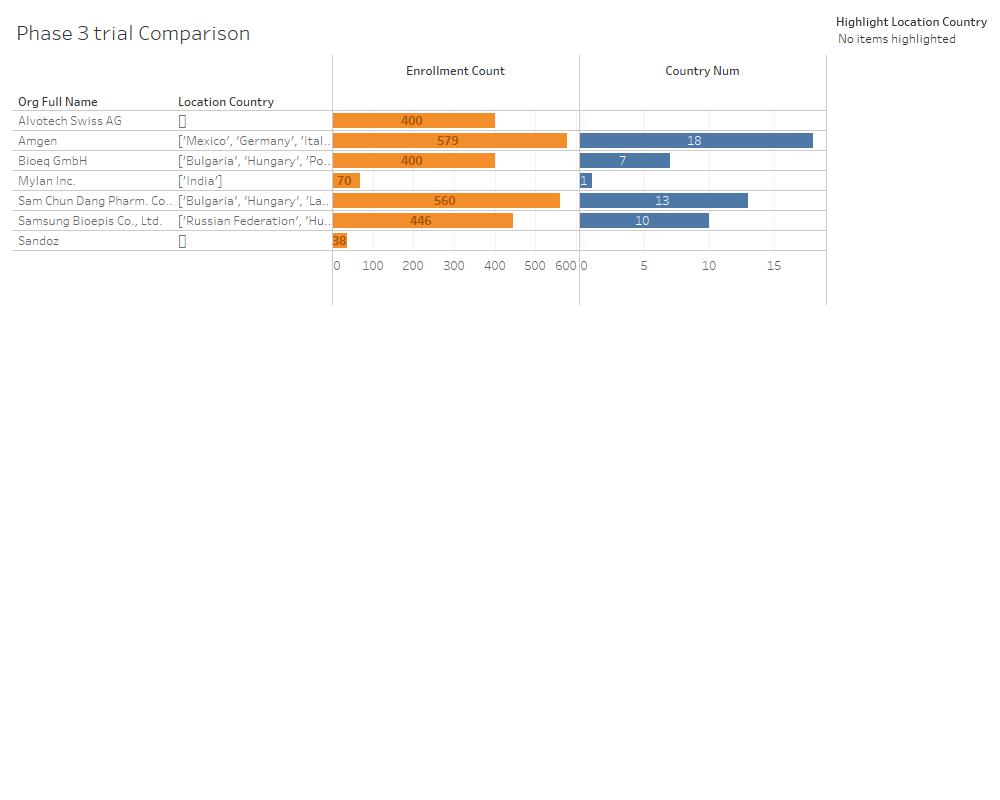 Phase 3 trial Comparison
Highlight Location Country
No items highlighted
Enrollment Count Country Num
Org Full Name Location Country
Alvotech Swiss AG [] 400
Amgen ['Mexico', 'Germany', 'Ital.. 579 18
Bioeq GmbH ['Bulgaria', 'Hungary', 'Po.. 400 7
Mylan Inc. ['India'] 70 1
Sam Chun Dang Pharm. Co.. ['Bulgaria', 'Hungary', 'La.. 560 13
Samsung Bioepis Co., Ltd. ['Russian Federation', 'Hu.. 446 10
Sandoz [] 38
0 100 200 300 400 500 600 0 5 10 15